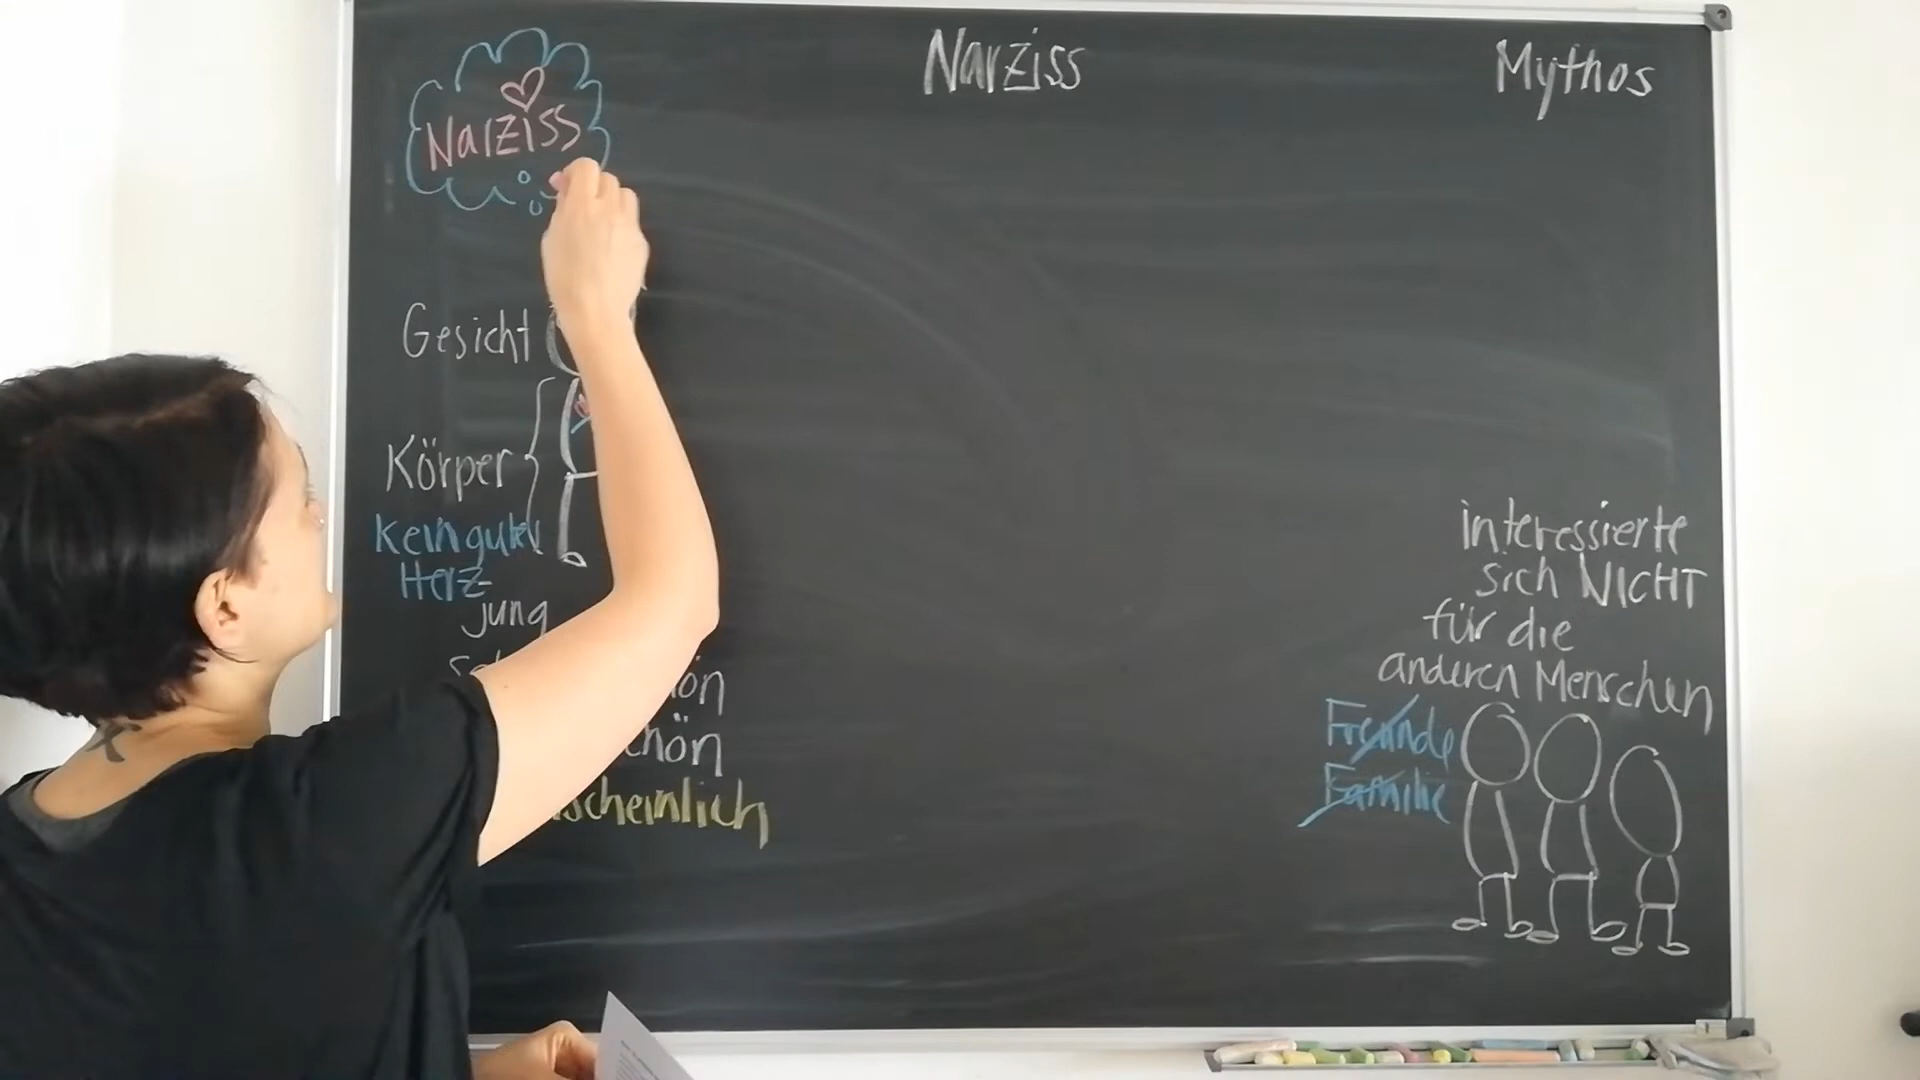 Narziss
Mythos
Narziss
Gesicht
Körper
kein gutes
Herz
jung
interessierte
sich NICHT
für die
anderen Menschen
Freunde
Familie